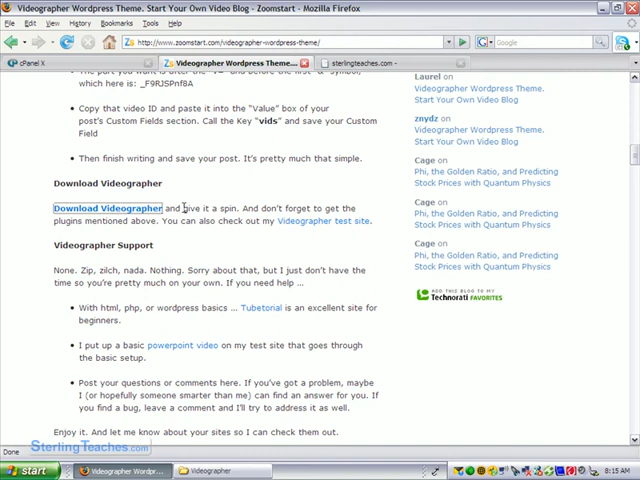 Videographer Wordpress Theme. Start Your Own Video Blog - Mozilla Firefox
File Edit View History Bookmarks Tools Help
http://www.zoomstart.com/videographer-wordpress-theme/
Google
cPanel X
Videographer Wordpress Theme....
sterlingteaches.com -
which here is: _F9RJSPnf8A
Copy that video ID and paste it into the "Value" box of your
post's Custom Fields section. Call the Key "vids" and save your Custom
Field
Then finish writing and save your post. It's pretty much that simple.
Download Videographer
Download Videographer and give it a spin. And don't forget to get the
plugins mentioned above. You can also check out my Videographer test site.
Videographer Support
None. Zip, zilch, nada. Nothing. Sorry about that, but I just don't have the
time so you're pretty much on your own. If you need help ...
With html, php, or wordpress basics ... Tubetorial is an excellent site for
beginners.
I put up a basic powerpoint video on my test site that goes through
the basic setup.
Post your questions or comments here. If you've got a problem, maybe
I (or hopefully someone smarter than me) can find an answer for you. If
you find a bug, leave a comment and I'll try to address it as well.
Enjoy it. And let me know about your sites so I can check them out.
Laurel on
Videographer Wordpress Theme.
Start Your Own Video Blog
znydz on
Videographer Wordpress Theme.
Start Your Own Video Blog
Cage on
Phi, the Golden Ratio, and Predicting
Stock Prices with Quantum Physics
Cage on
Phi, the Golden Ratio, and Predicting
Stock Prices with Quantum Physics
Cage on
Phi, the Golden Ratio, and Predicting
Stock Prices with Quantum Physics
ADD THIS BLOG TO MY
Technorati FAVORITES
SterlingTeaches.com
Done
start
Videographer Wordpr...
Videographer
8:15 AM